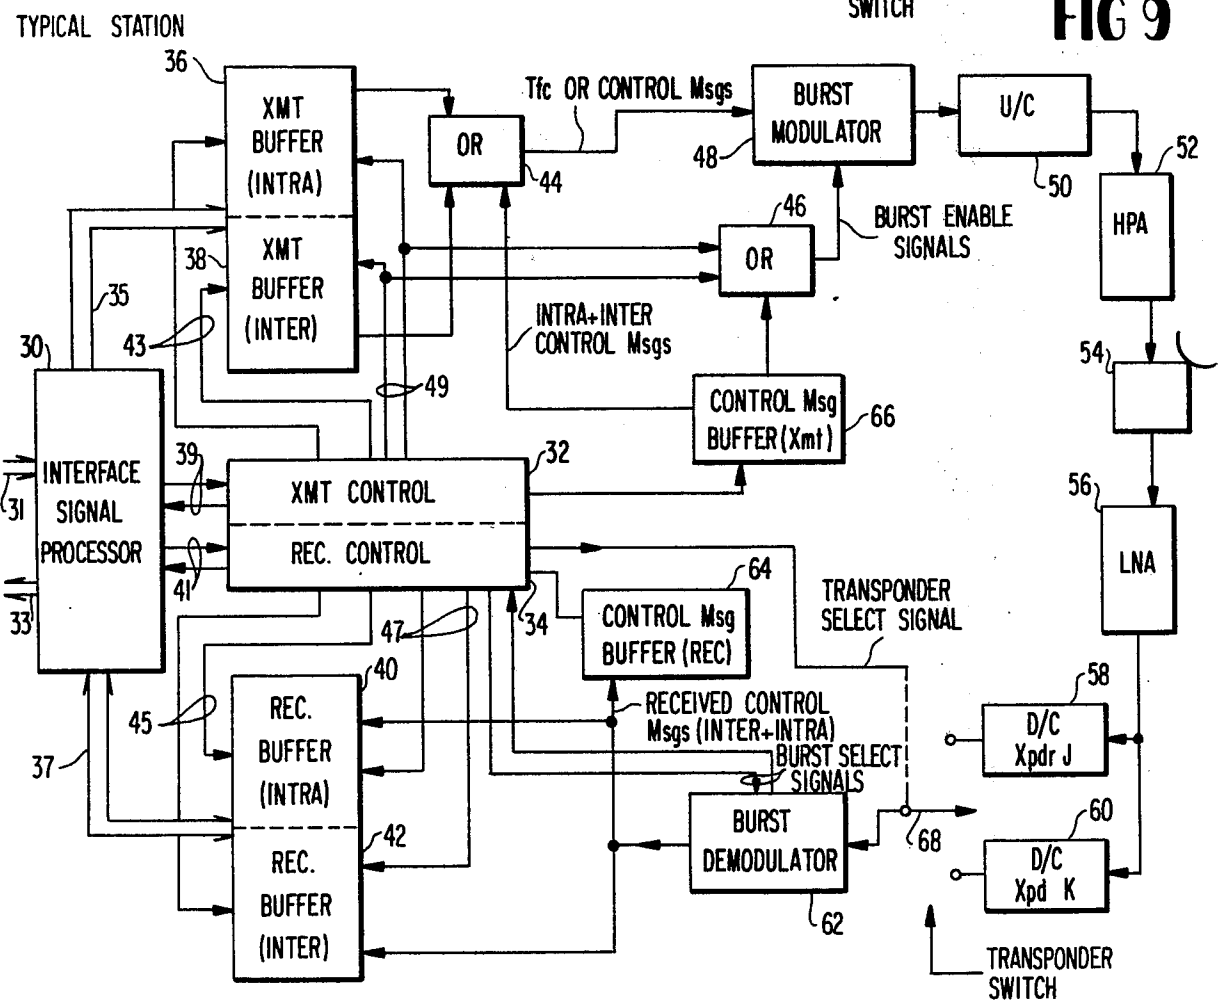 TYPICAL STATION
SWITCH
FIG 9
36
XMT
BUFFER
(INTRA)
XMT
BUFFER
(INTER)
38
35
43
30
OR
44
Tfc OR CONTROL Msgs
BURST
MODULATOR
48
U/C
50
52
HPA
46
OR
BURST ENABLE
SIGNALS
INTRA+INTER
CONTROL Msgs
49
54
CONTROL Msg
BUFFER (Xmt)
66
INTERFACE
SIGNAL
PROCESSOR
31
33
39
41
32
XMT CONTROL
REC. CONTROL
34
47
56
LNA
64
CONTROL Msg
BUFFER (REC)
TRANSPONDER
SELECT SIGNAL
RECEIVED CONTROL
Msgs (INTER+INTRA)
BURST SELECT
SIGNALS
40
REC.
BUFFER
(INTRA)
42
REC.
BUFFER
(INTER)
45
37
58
D/C
Xpdr J
60
D/C
Xpd K
BURST
DEMODULATOR
62
68
TRANSPONDER
SWITCH